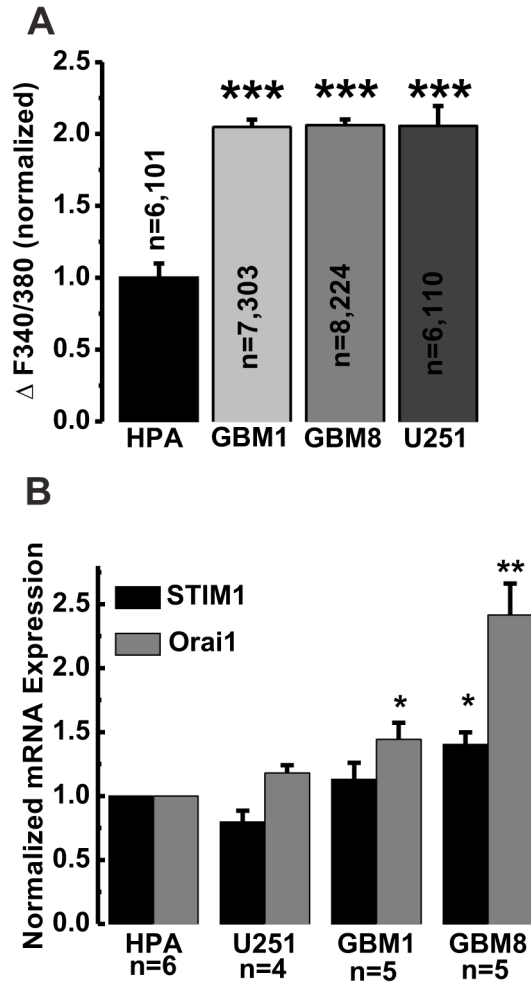 A
Δ F340/380 (normalized)
2.5
2.0
1.5
1.0
0.5
0.0
***
***
***
n=6,101
n=7,303
n=8,224
n=6,110
HPA
GBM1
GBM8
U251
B
Normalized mRNA Expression
2.5
2.0
1.5
1.0
0.5
0.0
STIM1
Orai1
*
*
**
HPA
n=6
U251
n=4
GBM1
n=5
GBM8
n=5